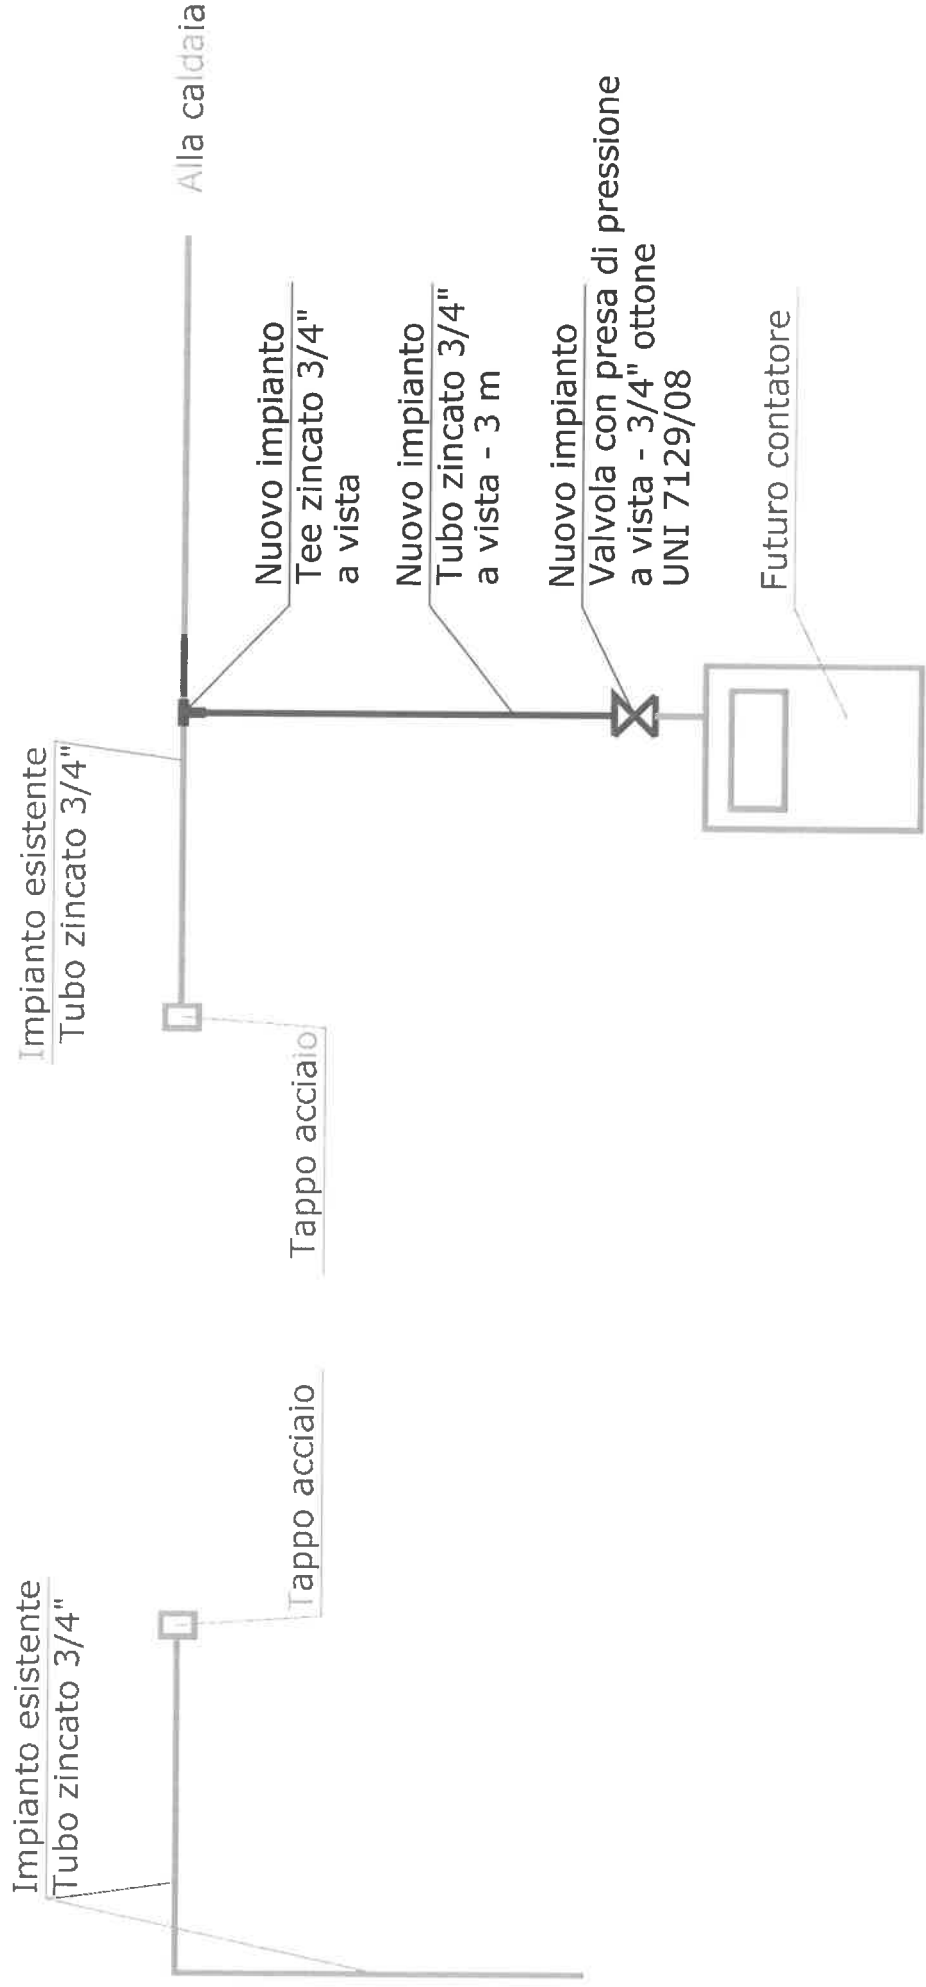 Impianto esistente
Tubo zincato 3/4"
Tappo acciaio
Tappo acciaio
Impianto esistente
Tubo zincato 3/4"
Alla caldaia
Nuovo impianto
Tee zincato 3/4"
a vista
Nuovo impianto
Tubo zincato 3/4"
a vista - 3 m
Nuovo impianto
Valvola con presa di pressione
a vista - 3/4" ottone
UNI 7129/08
Futuro contatore